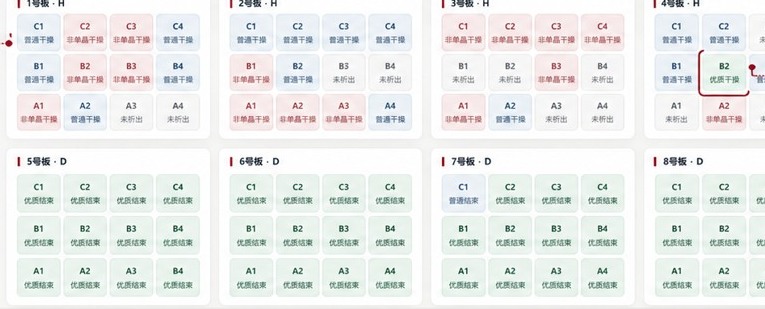 1号板 · H
C1 C2 C3 C4
普通干燥 非单晶干燥 非单晶干燥 普通干燥
B1 B2 B3 B4
普通干燥 非单晶干燥 非单晶干燥 普通干燥
A1 A2 A3 A4
非单晶干燥 普通干燥 未析出 未析出
2号板 · H
C1 C2 C3 C4
普通干燥 普通干燥 普通干燥 普通干燥
B1 B2 B3 B4
非单晶干燥 非单晶干燥 未析出 未析出
A1 A2 A3 A4
非单晶干燥 非单晶干燥 非单晶干燥 普通干燥
3号板 · H
C1 C2 C3 C4
非单晶干燥 非单晶干燥 非单晶干燥 非单晶干燥
B1 B2 B3 B4
未析出 未析出 非单晶干燥 未析出
A1 A2 A3 A4
非单晶干燥 普通干燥 未析出 未析出
4号板 · H
C1 C2
普通干燥 普通干燥
B1 B2
普通干燥 优质干燥
A1 A2
未析出 非单晶干燥
5号板 · D
C1 C2 C3 C4
优质结束 优质结束 优质结束 优质结束
B1 B2 B3 B4
优质结束 优质结束 优质结束 优质结束
A1 A2 A3 B4
优质结束 优质结束 优质结束 优质结束
6号板 · D
C1 C2 C3 C4
优质结束 优质结束 优质结束 优质结束
B1 B2 B3 B4
优质结束 优质结束 优质结束 优质结束
A1 A2 A3 B4
优质结束 优质结束 优质结束 优质结束
7号板 · D
C1 C2 C3 C4
普通结束 优质结束 优质结束 优质结束
B1 B2 B3 B4
优质结束 优质结束 优质结束 优质结束
A1 A2 A3 A4
优质结束 优质结束 优质结束 优质结束
8号板 · D
C1 C2
优质结束 优质结束
B1 B2
优质结束 优质结束
A1 A2
优质结束 优质结束